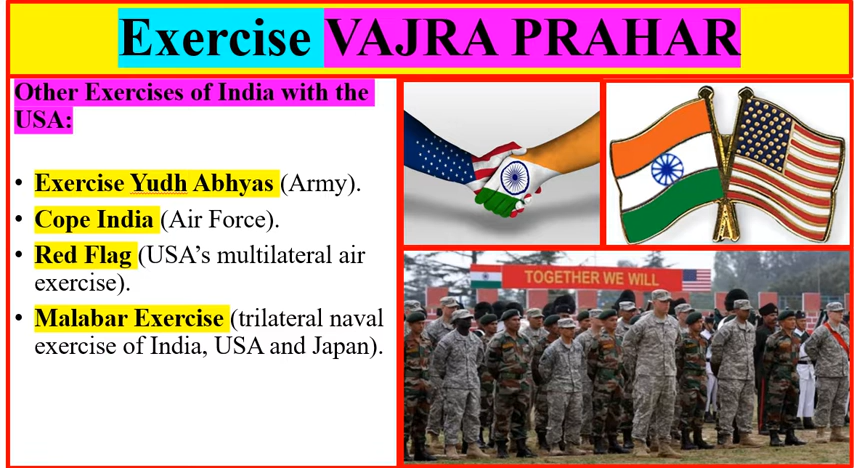 Exercise VAJRA PRAHAR
Other Exercises of India with the
USA:
• Exercise Yudh Abhyas (Army).
• Cope India (Air Force).
• Red Flag (USA’s multilateral air
exercise).
• Malabar Exercise (trilateral naval
exercise of India, USA and Japan).
TOGETHER WE WILL